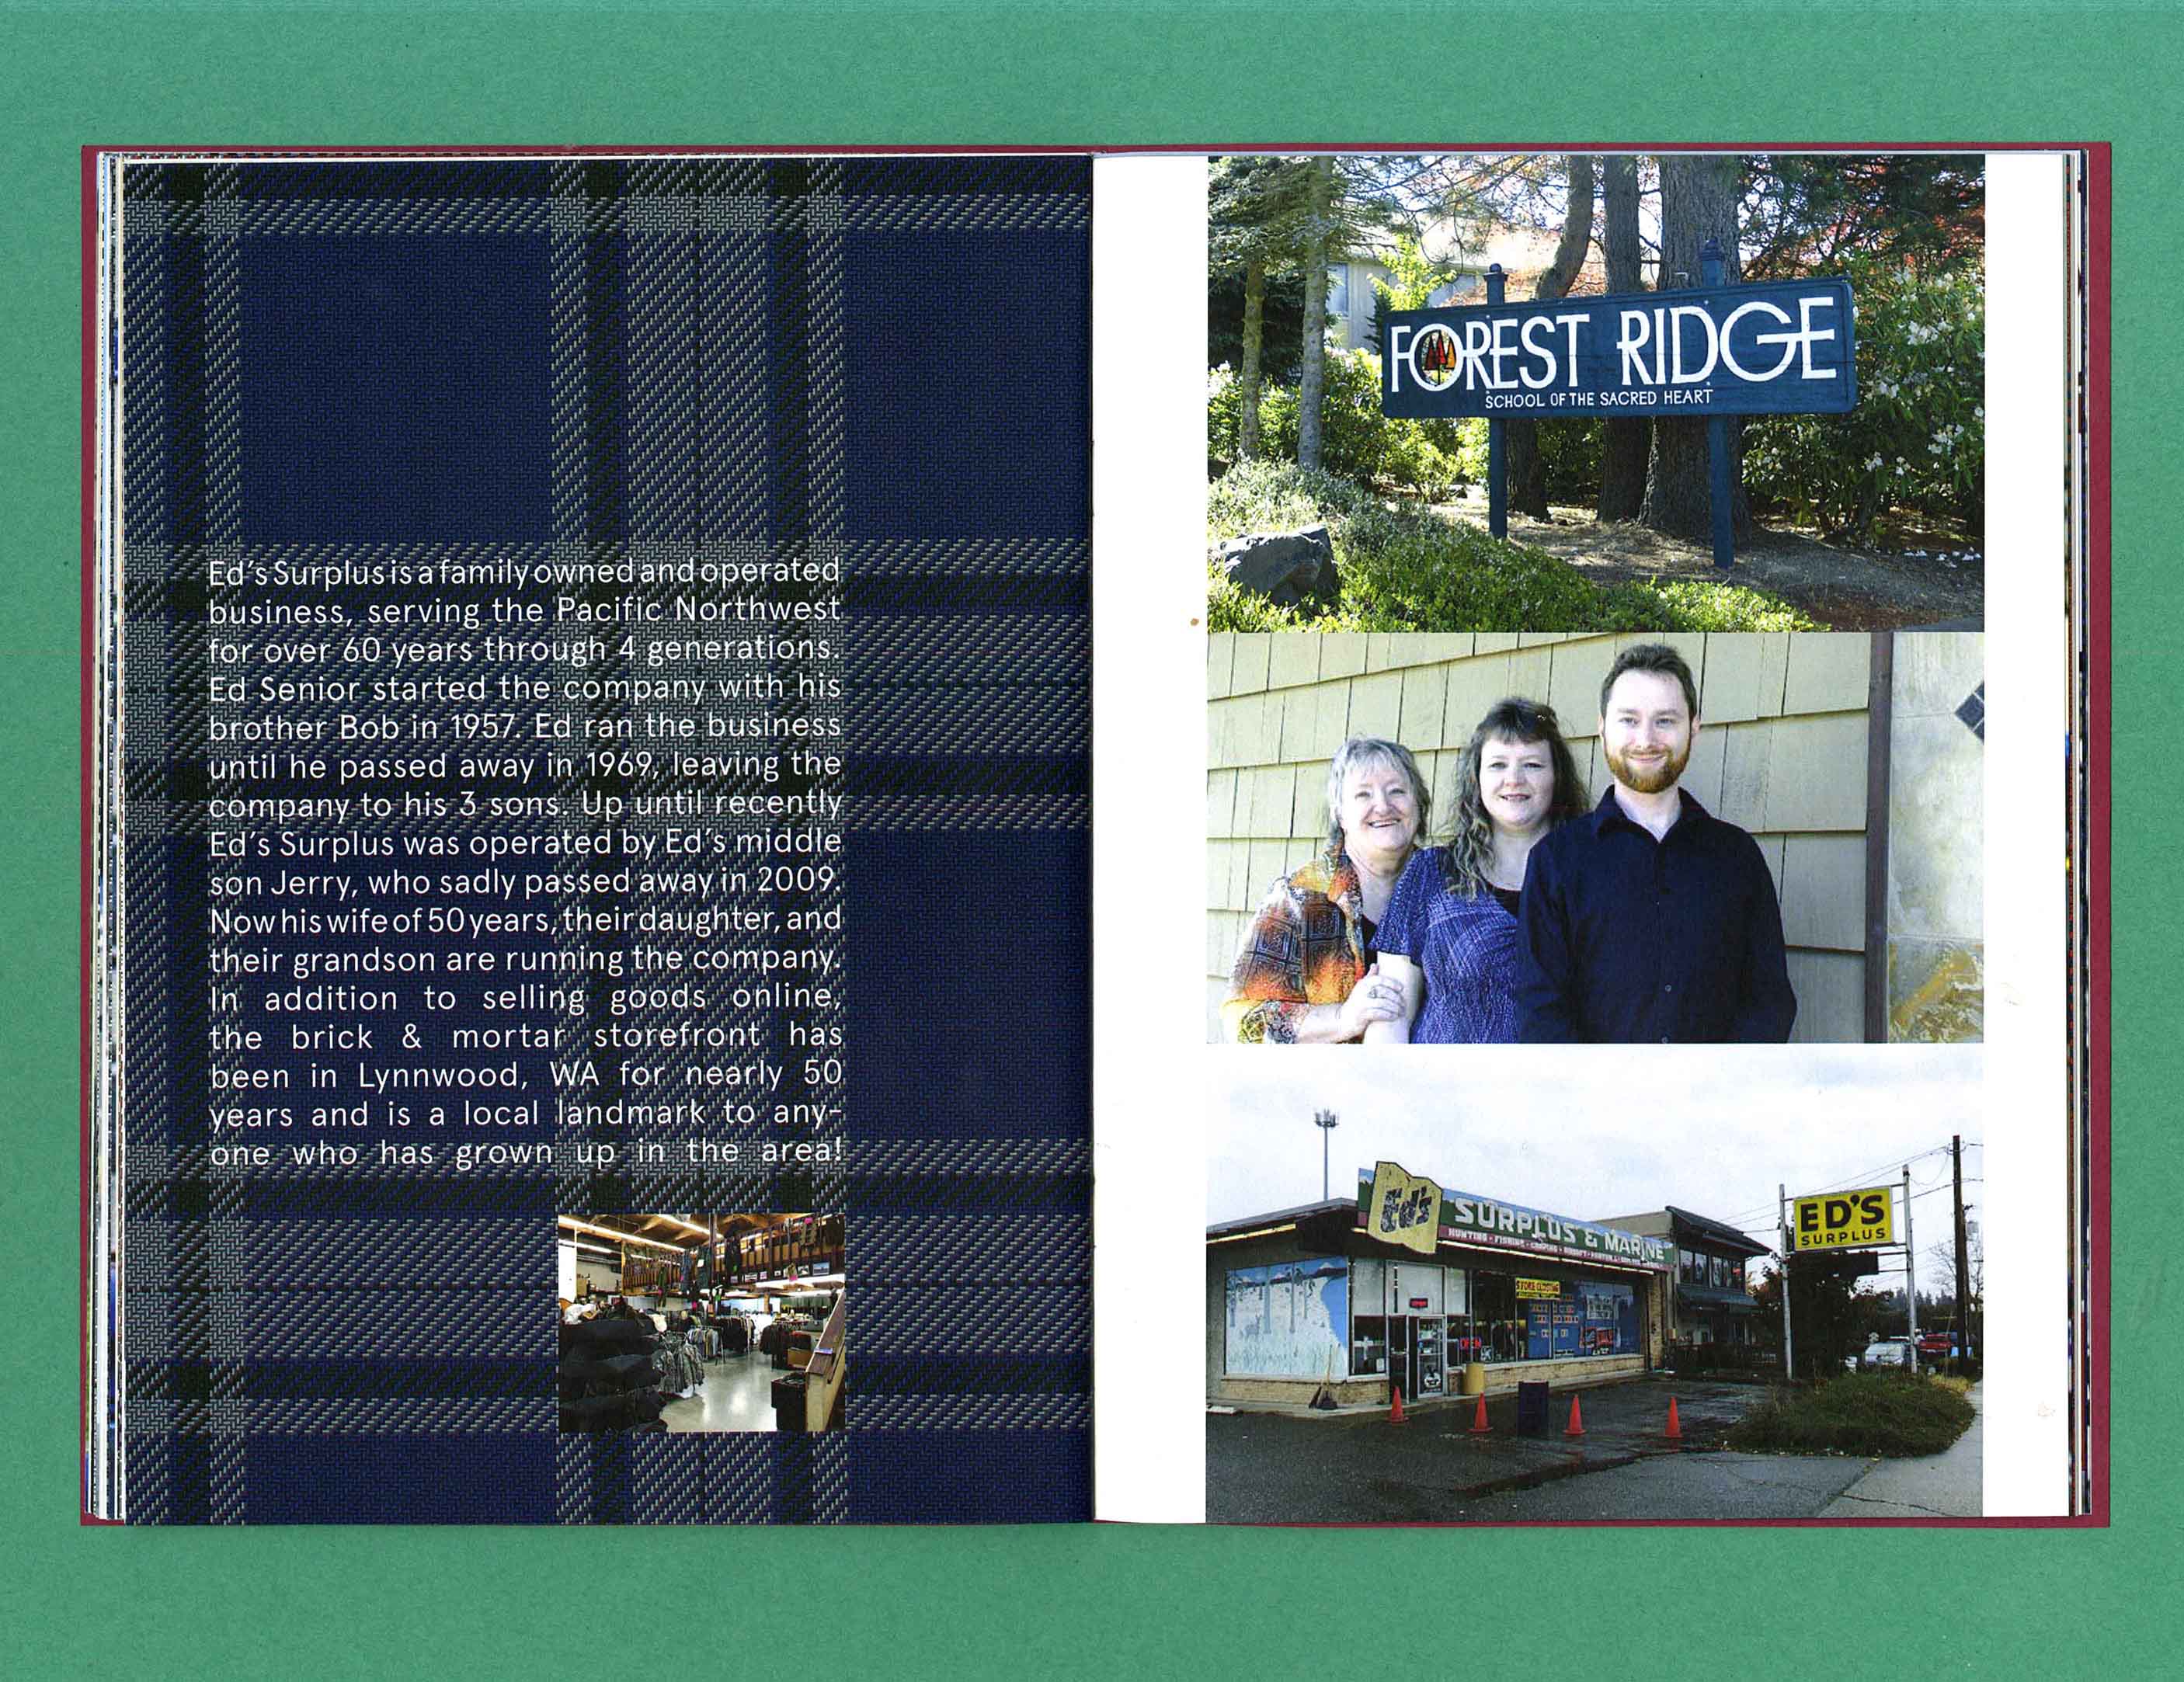 Ed's Surplus is a family owned and operated
business, serving the Pacific Northwest
for over 60 years through 4 generations.
Ed Senior started the company with his
brother Bob in 1957. Ed ran the business
until he passed away in 1969, leaving the
company to his 3 sons. Up until recently
Ed's Surplus was operated by Ed's middle
son Jerry, who sadly passed away in 2009.
Now his wife of 50 years, their daughter, and
their grandson are running the company.
In addition to selling goods online,
the brick & mortar storefront has
been in Lynnwood, WA for nearly 50
years and is a local landmark to any-
one who has grown up in the area!
FOREST RIDGE
SCHOOL OF THE SACRED HEART
Ed's SURPLUS & MARINE
HUNTING • FISHING • CAMPING
ED'S
SURPLUS
OPEN